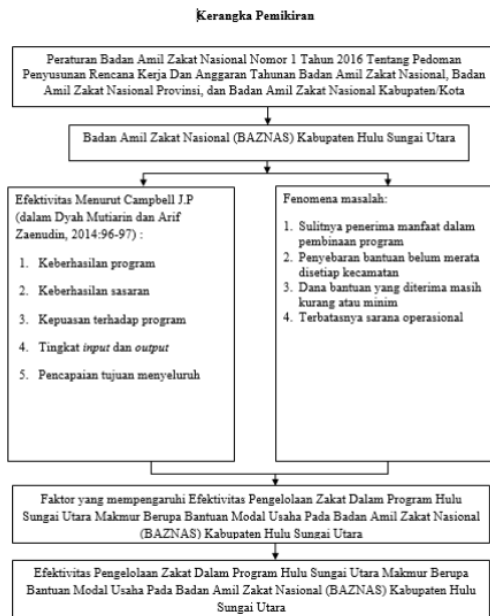 Kerangka Pemikiran
Peraturan Badan Amil Zakat Nasional Nomor 1 Tahun 2016 Tentang Pedoman
Penyusunan Rencana Kerja Dan Anggaran Tahunan Badan Amil Zakat Nasional, Badan
Amil Zakat Nasional Provinsi, dan Badan Amil Zakat Nasional Kabupaten/Kota
Badan Amil Zakat Nasional (BAZNAS) Kabupaten Hulu Sungai Utara
Efektivitas Menurut Campbell J.P
(dalam Dyah Mutiarin dan Arif
Zaenudin, 2014:96-97) :
1. Keberhasilan program
2. Keberhasilan sasaran
3. Kepuasan terhadap program
4. Tingkat input dan output
5. Pencapaian tujuan menyeluruh
Fenomena masalah:
1. Sulitnya penerima manfaat dalam
pembinaan program
2. Penyebaran bantuan belum merata
disetiap kecamatan
3. Dana bantuan yang diterima masih
kurang atau minim
4. Terbatasnya sarana operasional
Faktor yang mempengaruhi Efektivitas Pengelolaan Zakat Dalam Program Hulu
Sungai Utara Makmur Berupa Bantuan Modal Usaha Pada Badan Amil Zakat Nasional
(BAZNAS) Kabupaten Hulu Sungai Utara
Efektivitas Pengelolaan Zakat Dalam Program Hulu Sungai Utara Makmur Berupa
Bantuan Modal Usaha Pada Badan Amil Zakat Nasional (BAZNAS) Kabupaten Hulu
Sungai Utara